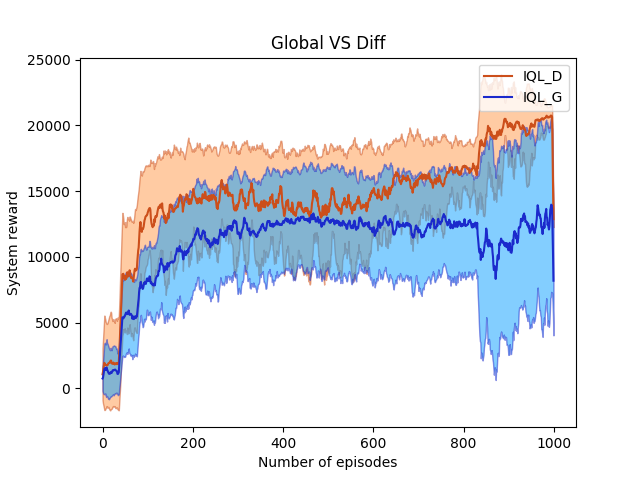 Global VS Diff
IQL_D
IQL_G
25000
20000
15000
10000
5000
0
System reward
0 200 400 600 800 1000
Number of episodes